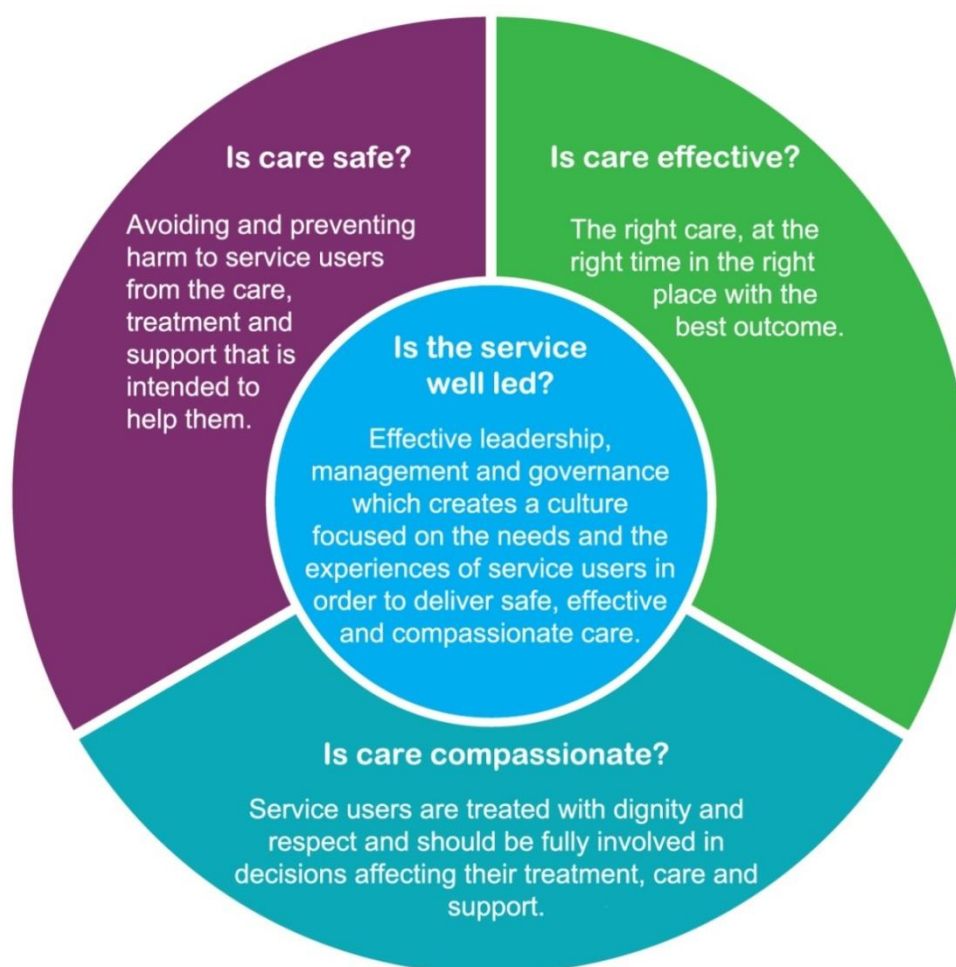 Is care safe?
Avoiding and preventing
harm to service users
from the care,
treatment and
support that is
intended to
help them.
Is care effective?
The right care, at the
right time in the right
place with the
best outcome.
Is the service
well led?
Effective leadership,
management and governance
which creates a culture
focused on the needs and the
experiences of service users in
order to deliver safe, effective
and compassionate care.
Is care compassionate?
Service users are treated with dignity and
respect and should be fully involved in
decisions affecting their treatment, care and
support.